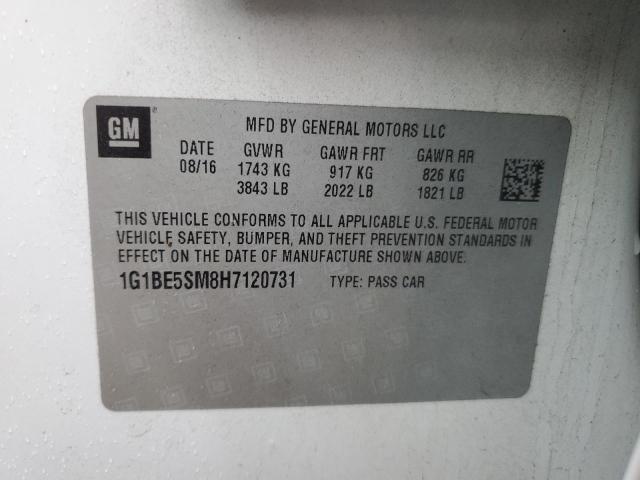 GM ® MFD BY GENERAL MOTORS LLC
DATE GVWR GAWR FRT GAWR RR
08/16 1743 KG 917 KG 826 KG
3843 LB 2022 LB 1821 LB
THIS VEHICLE CONFORMS TO ALL APPLICABLE U.S. FEDERAL MOTOR
VEHICLE SAFETY, BUMPER, AND THEFT PREVENTION STANDARDS IN
EFFECT ON THE DATE OF MANUFACTURE SHOWN ABOVE.
1G1BE5SM8H7120731 TYPE: PASS CAR